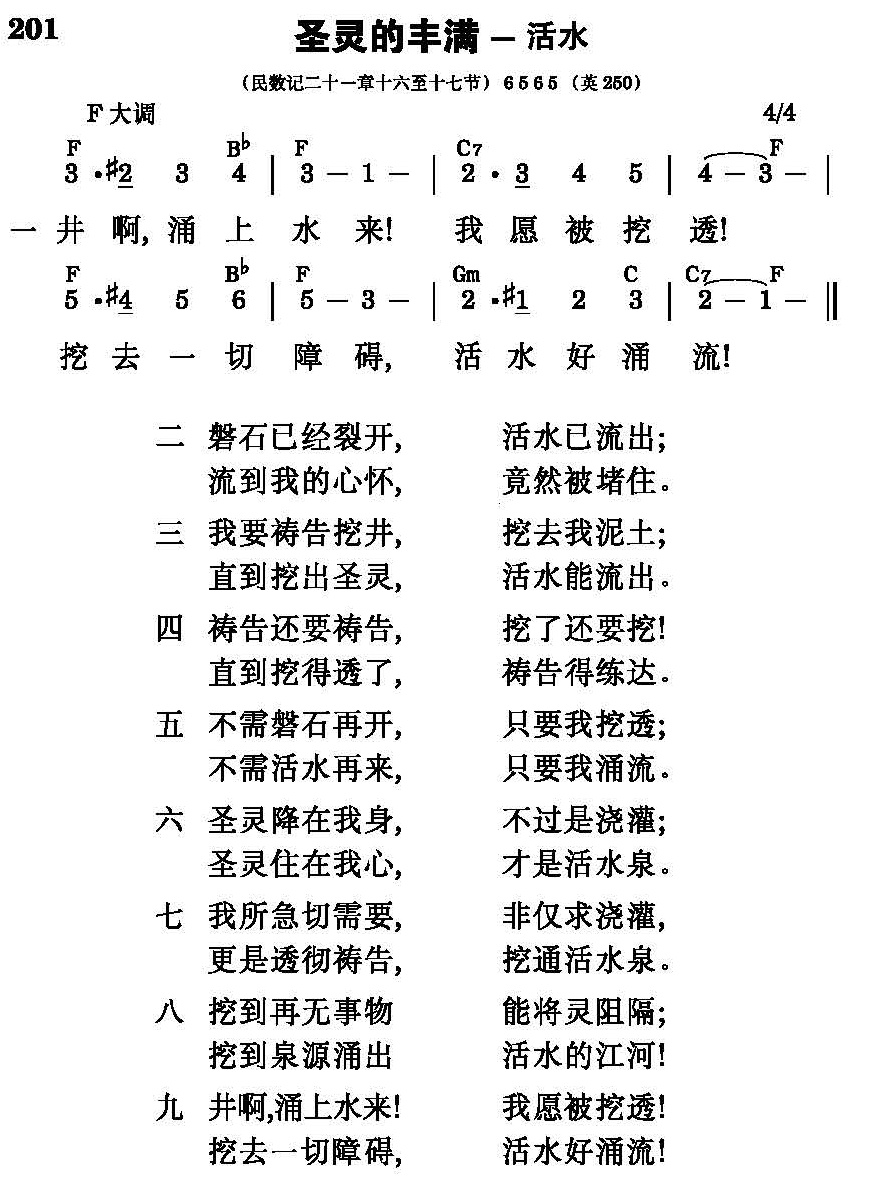 201
圣灵的丰满 – 活水
（民数记二十一章十六至十七节）6 5 6 5（英 250）
F 大调 4/4
F B♭ F C7 F
3 ·♯2 3 4 | 3 – 1 – | 2 · 3 4 5 | 4 – 3 – |
一 井 啊, 涌 上 水 来! 我 愿 被 挖 透!
F B♭ F Gm C C7 F
5 ·♯4 5 6 | 5 – 3 – | 2 ·♯1 2 3 | 2 – 1 – ‖
挖 去 一 切 障 碍, 活 水 好 涌 流!
二 磐石已经裂开, 活水已流出;
流到我的心怀, 竟然被堵住。
三 我要祷告挖井, 挖去我泥土;
直到挖出圣灵, 活水能流出。
四 祷告还要祷告, 挖了还要挖!
直到挖得透了, 祷告得练达。
五 不需磐石再开, 只要我挖透;
不需活水再来, 只要我涌流。
六 圣灵降在我身, 不过是浇灌;
圣灵住在我心, 才是活水泉。
七 我所急切需要, 非仅求浇灌,
更是透彻祷告, 挖通活水泉。
八 挖到再无事物 能将灵阻隔;
挖到泉源涌出 活水的江河!
九 井啊,涌上水来! 我愿被挖透!
挖去一切障碍, 活水好涌流!